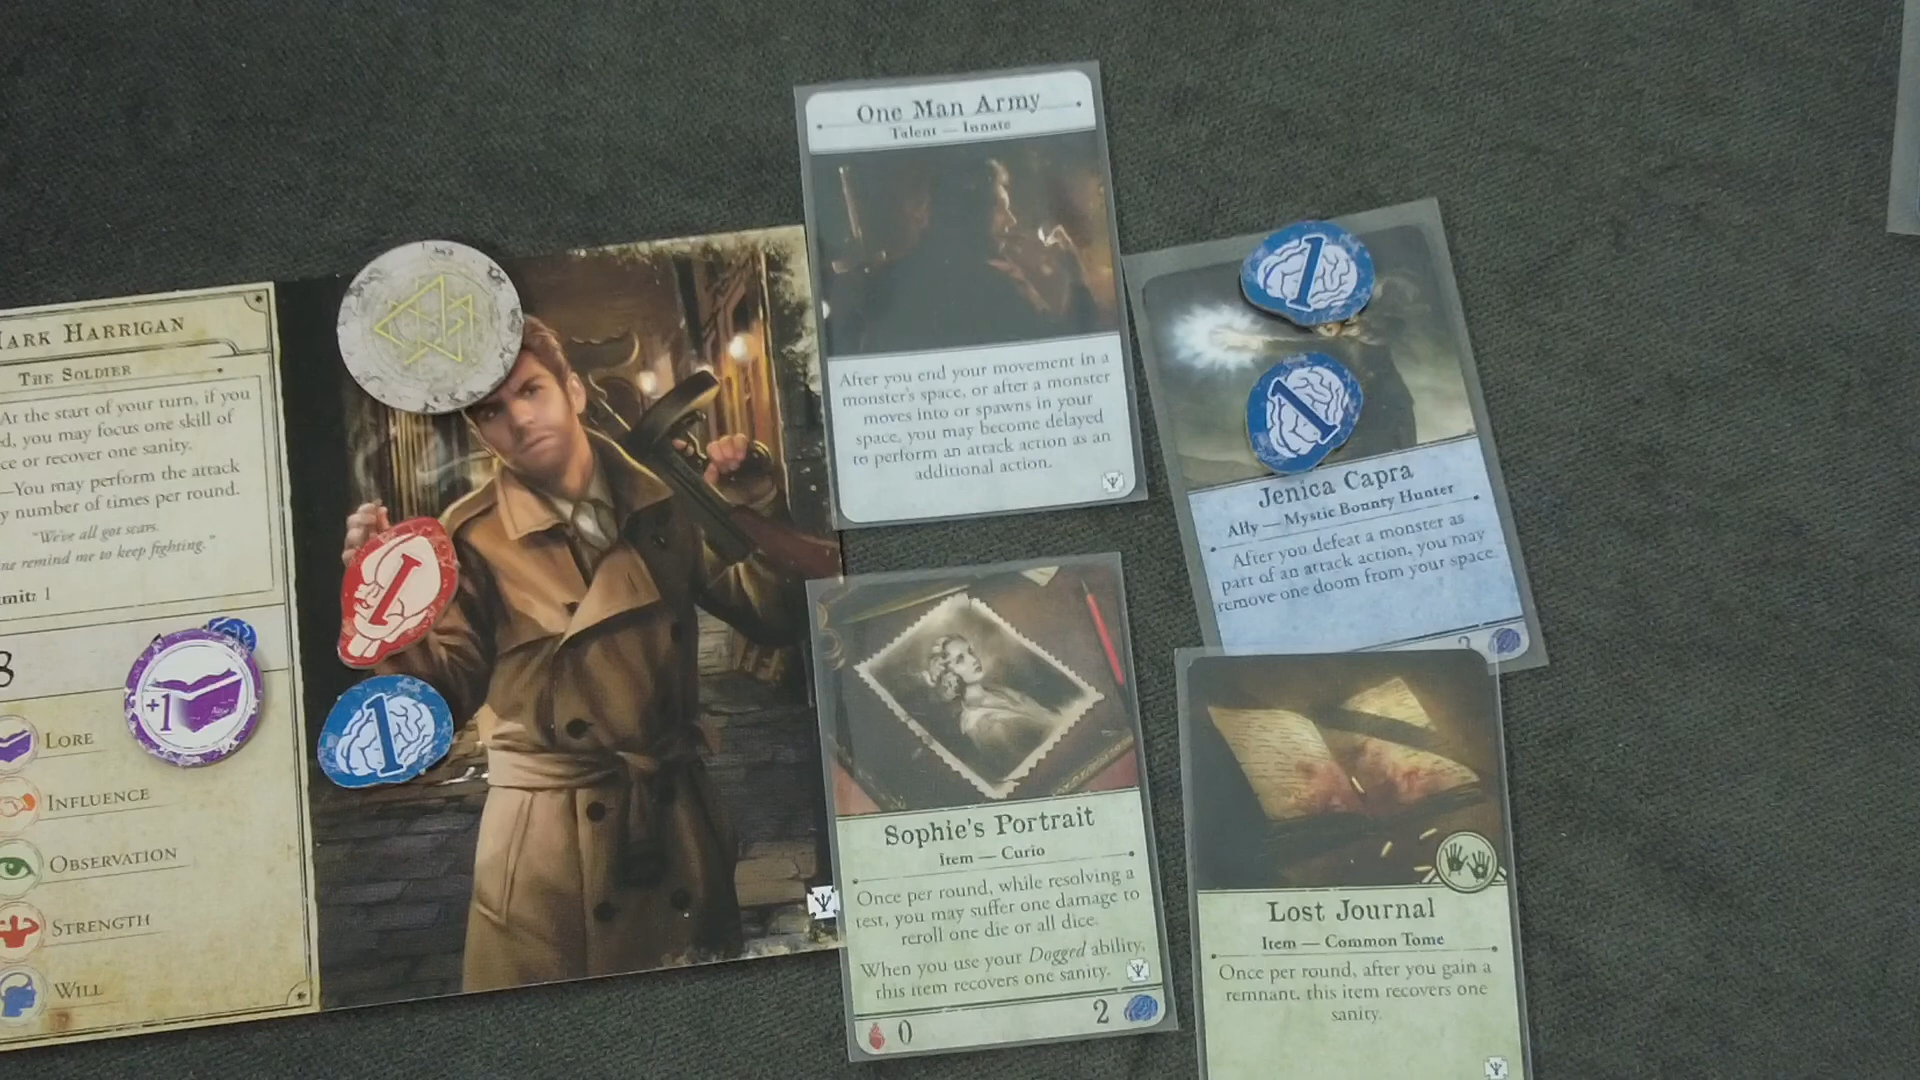 MARK HARRIGAN
THE SOLDIER
At the start of your turn, if you
you may focus one skill of
or recover one sanity.
—You may perform the attack
number of times per round.
"We've all got scars.
remind me to keep fighting."
1
+1
LORE
INFLUENCE
OBSERVATION
STRENGTH
WILL
1
1
One Man Army
Talent — Innate
After you end your movement in a
monster's space, or after a monster
moves into or spawns in your
space, you may become delayed
to perform an attack action as an
additional action.
1
1
Jenica Capra
Ally — Mystic Bounty Hunter
After you defeat a monster as
part of an attack action, you may
remove one doom from your space.
Sophie's Portrait
Item — Curio
Once per round, while resolving a
test, you may suffer one damage to
reroll one die or all dice.
When you use your Dogged ability,
this item recovers one sanity.
0 2
Lost Journal
Item — Common Tome
Once per round, after you gain a
remnant, this item recovers one
sanity.